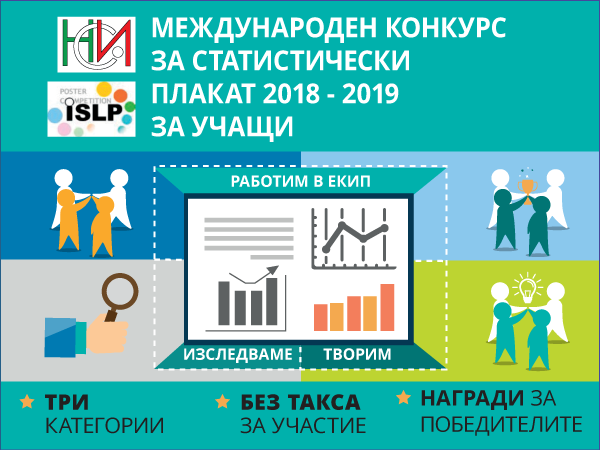 НСИ
МЕЖДУНАРОДЕН КОНКУРС
ЗА СТАТИСТИЧЕСКИ
POSTER
COMPETITION
ISLP
ПЛАКАТ 2018 - 2019
ЗА УЧАЩИ
РАБОТИМ В ЕКИП
ИЗСЛЕДВАМЕ
ТВОРИМ
ТРИ
КАТЕГОРИИ
БЕЗ ТАКСА
ЗА УЧАСТИЕ
НАГРАДИ ЗА
ПОБЕДИТЕЛИТЕ